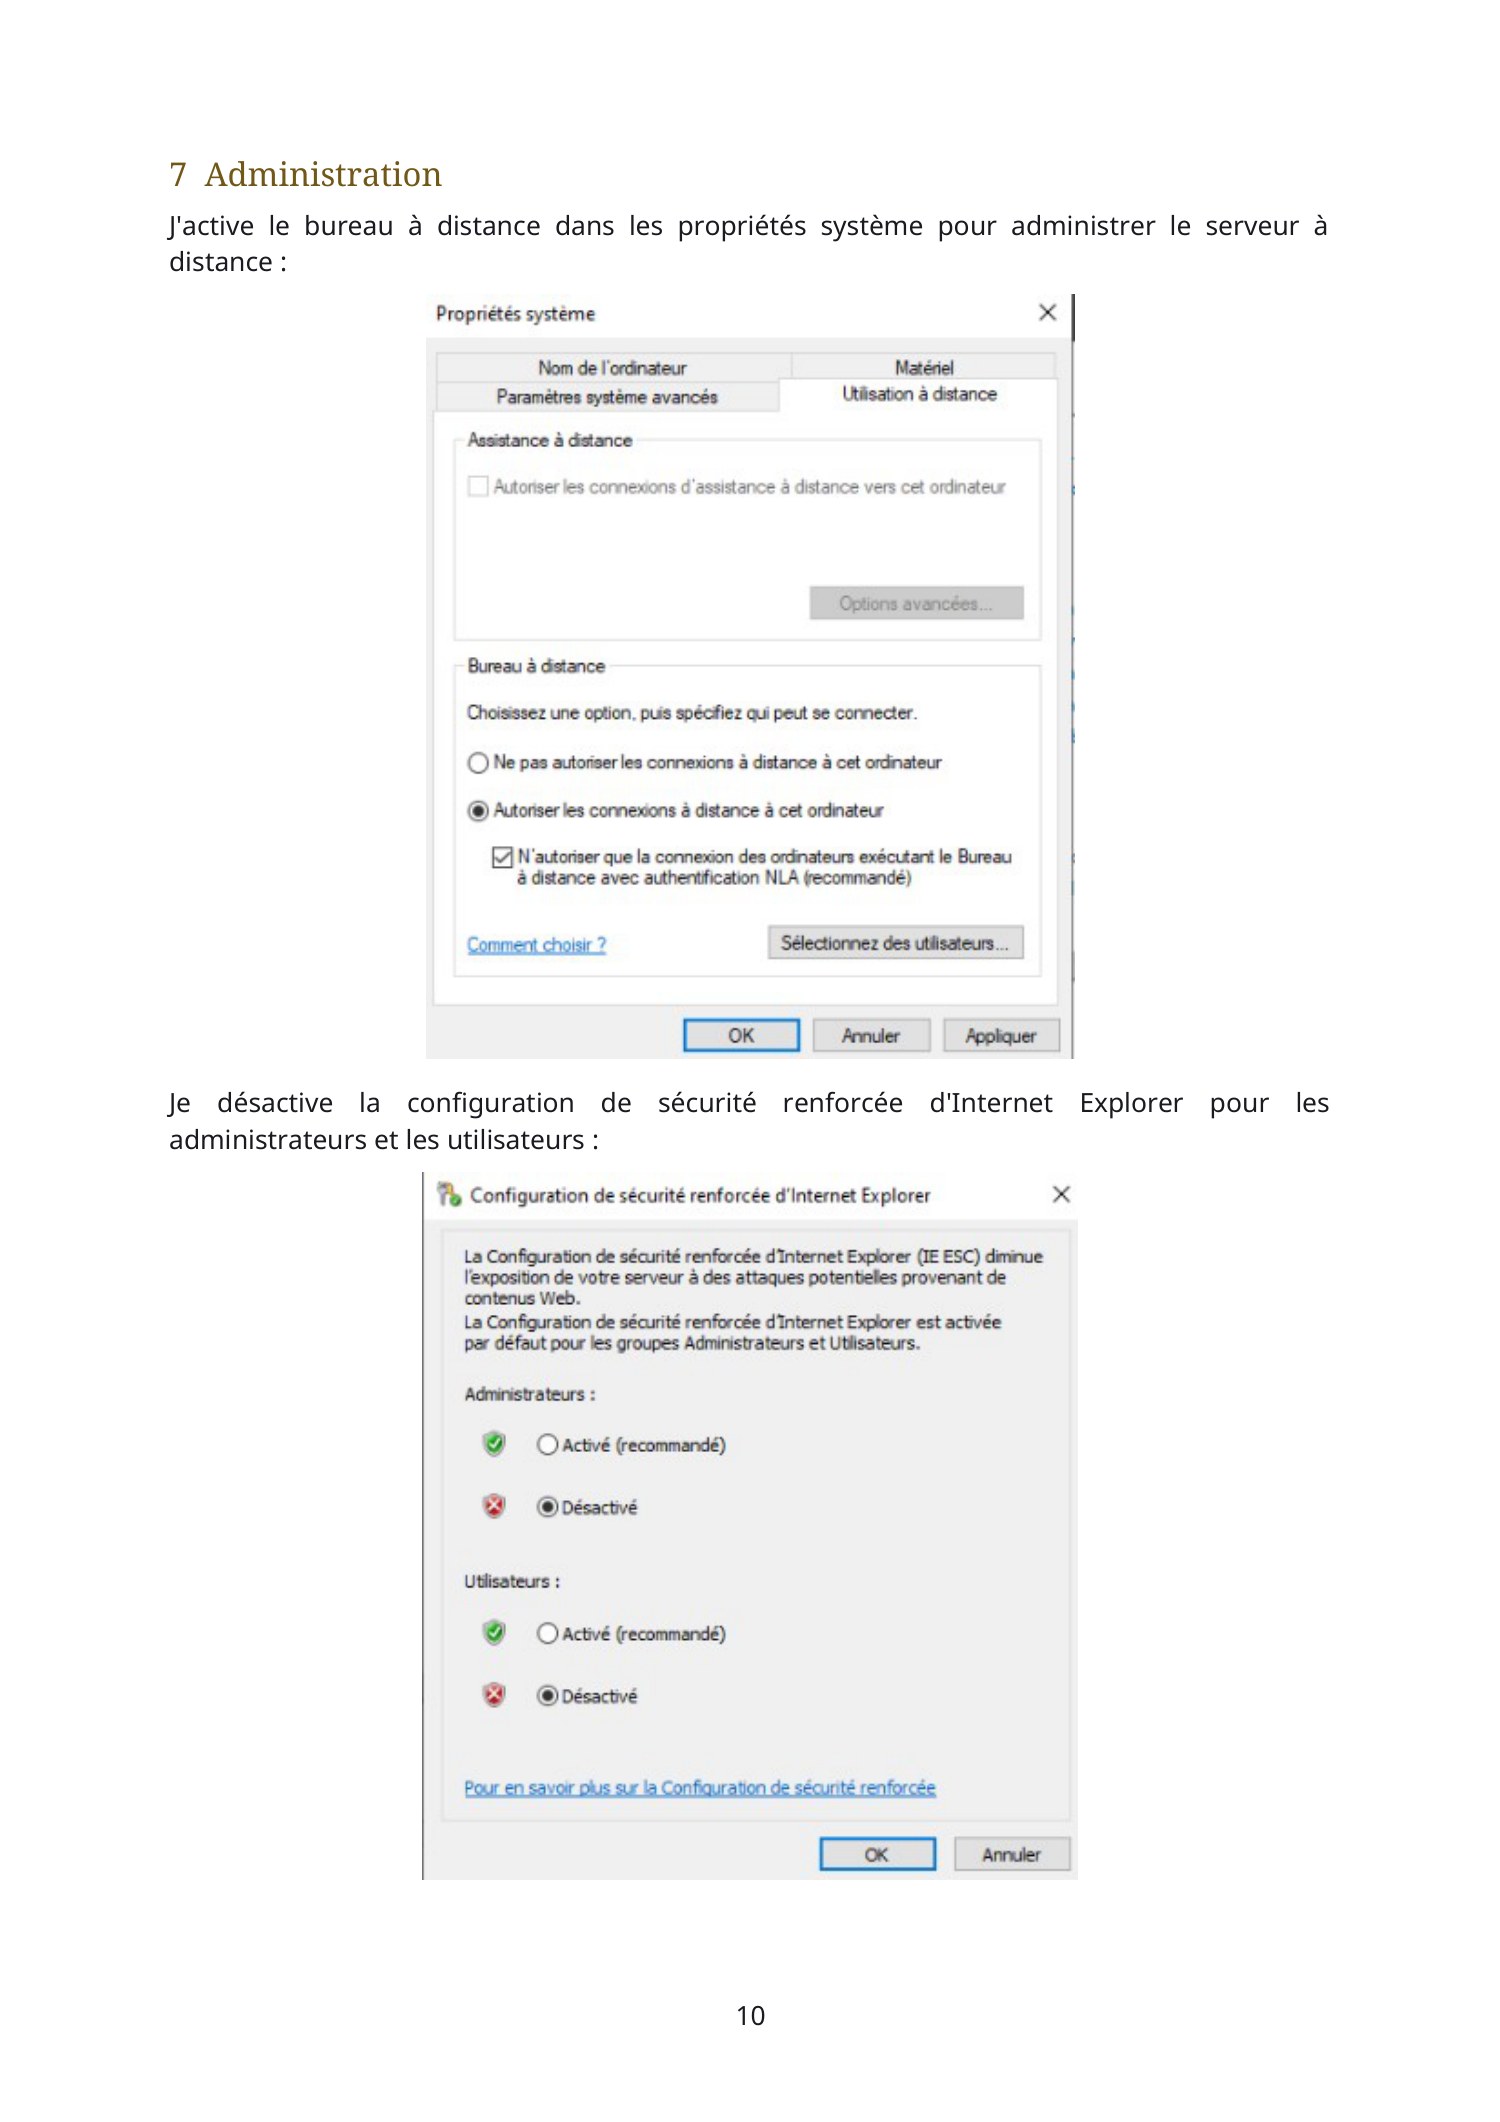 7 Administration
J'active le bureau à distance dans les propriétés système pour administrer le serveur à
distance :
Propriétés système
Nom de l'ordinateur
Matériel
Paramètres système avancés
Utilisation à distance
Assistance à distance
Autoriser les connexions d'assistance à distance vers cet ordinateur
Options avancées...
Bureau à distance
Choisissez une option, puis spécifiez qui peut se connecter.
Ne pas autoriser les connexions à distance à cet ordinateur
Autoriser les connexions à distance à cet ordinateur
N'autoriser que la connexion des ordinateurs exécutant le Bureau
à distance avec authentification NLA (recommandé)
Comment choisir ?
Sélectionnez des utilisateurs...
OK
Annuler
Appliquer
Je désactive la configuration de sécurité renforcée d'Internet Explorer pour les
administrateurs et les utilisateurs :
Configuration de sécurité renforcée d'Internet Explorer
La Configuration de sécurité renforcée d'Internet Explorer (IE ESC) diminue
l'exposition de votre serveur à des attaques potentielles provenant de
contenus Web.
La Configuration de sécurité renforcée d'Internet Explorer est activée
par défaut pour les groupes Administrateurs et Utilisateurs.
Administrateurs :
Activé (recommandé)
Désactivé
Utilisateurs :
Activé (recommandé)
Désactivé
Pour en savoir plus sur la Configuration de sécurité renforcée
OK
Annuler
10